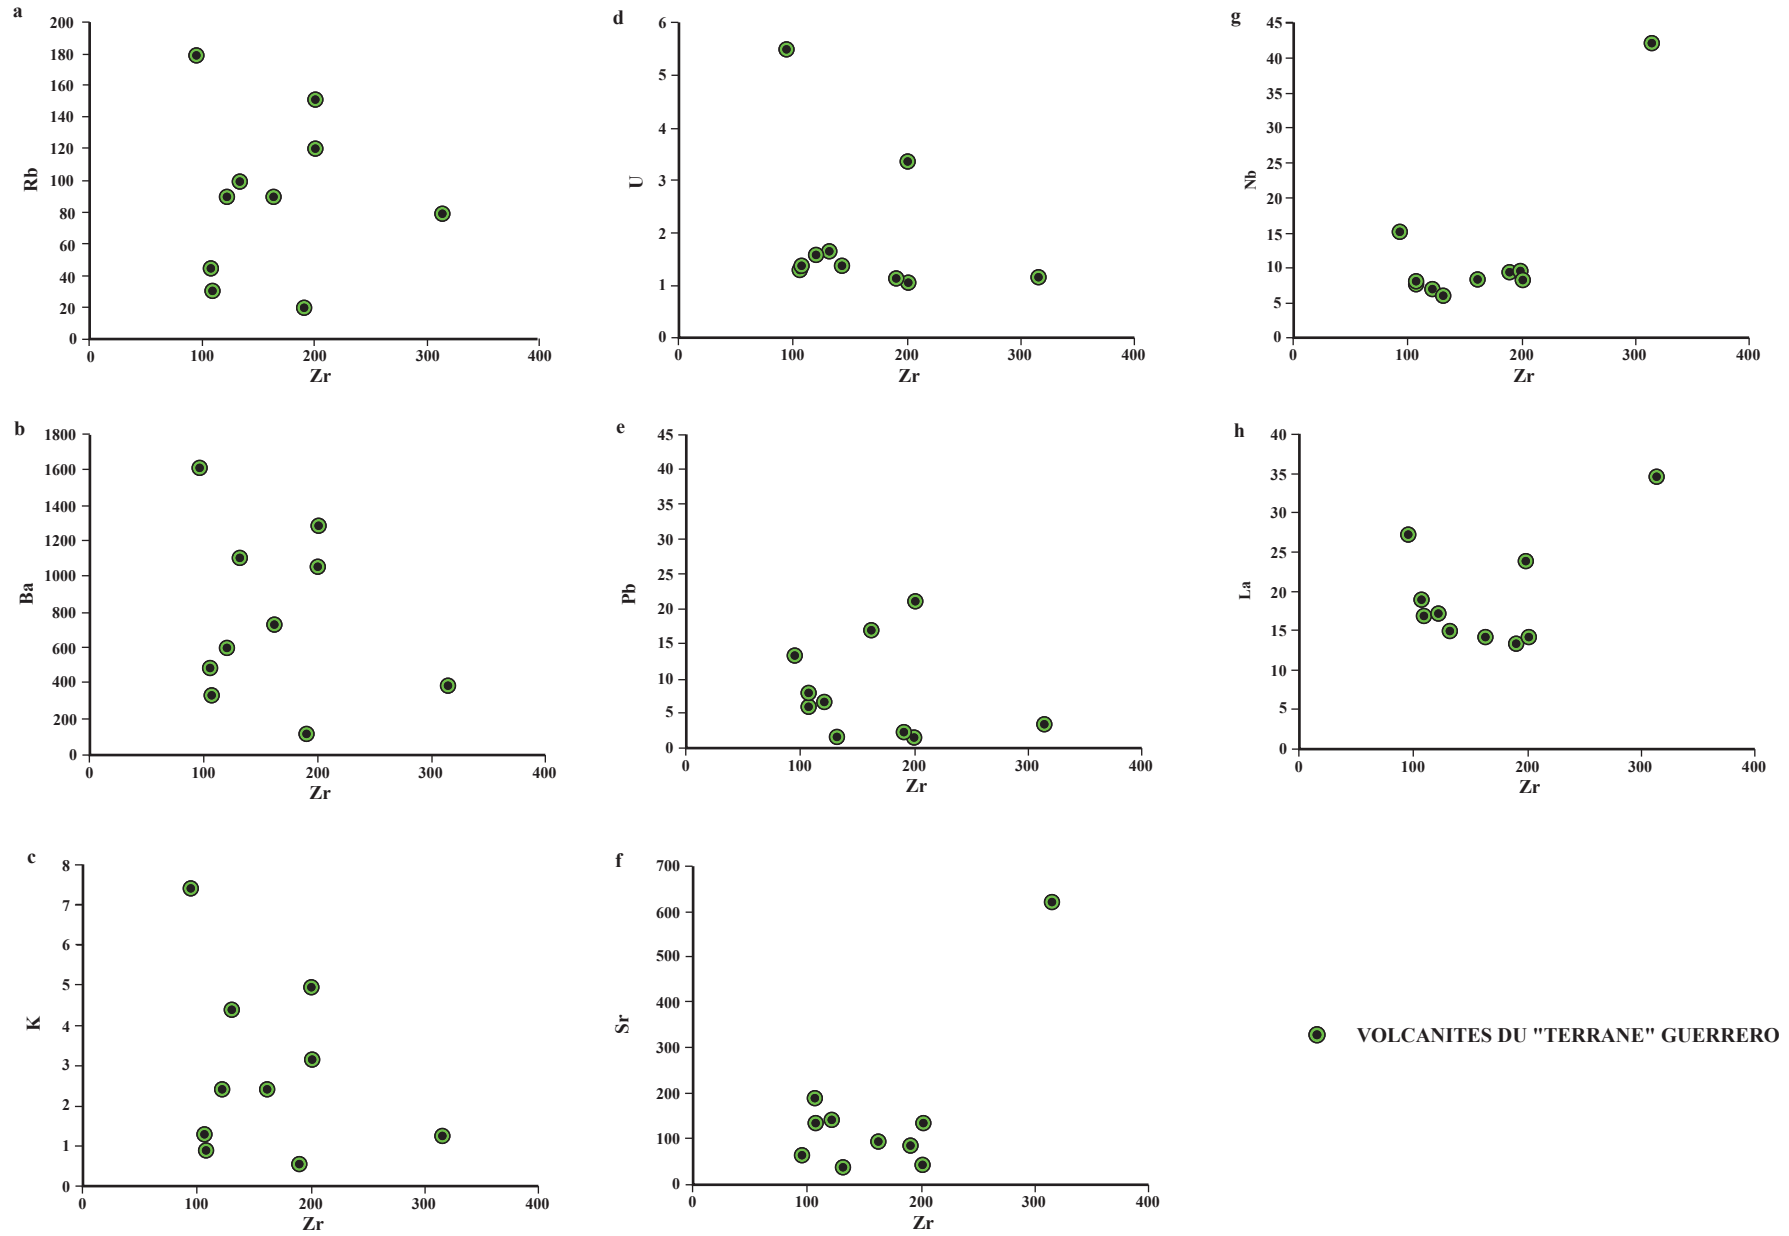 a
200
180
160
140
120
100
80
60
40
20
0
Rb
0 100 200 300 400
Zr
d
6
5
4
3
2
1
0
U
0 100 200 300 400
Zr
g
45
40
35
30
25
20
15
10
5
0
Nb
0 100 200 300 400
Zr
b
1800
1600
1400
1200
1000
800
600
400
200
0
Ba
0 100 200 300 400
Zr
e
45
40
35
30
25
20
15
10
5
0
Pb
0 100 200 300 400
Zr
h
40
35
30
25
20
15
10
5
0
La
0 100 200 300 400
Zr
c
8
7
6
5
4
3
2
1
0
K
0 100 200 300 400
Zr
f
700
600
500
400
300
200
100
0
Sr
0 100 200 300 400
Zr
VOLCANITES DU "TERRANE" GUERRERO